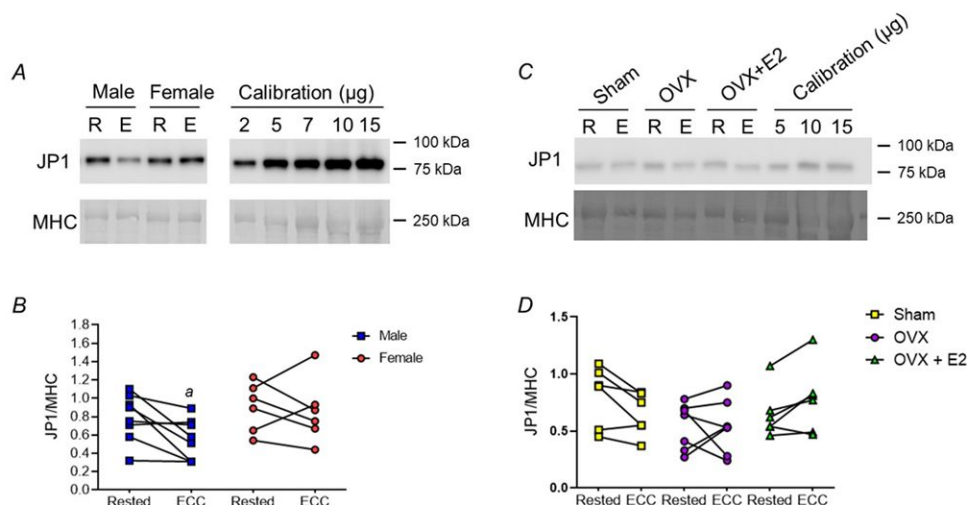 A
Male Female Calibration (µg)
R E R E 2 5 7 10 15
JP1
100 kDa
75 kDa
MHC
250 kDa
B
JP1/MHC
1.8
1.6
1.4
1.2
1.0
0.8
0.6
0.4
0.2
0.0
a
Male
Female
Rested ECC Rested ECC
C
Sham OVX OVX+E2 Calibration (µg)
R E R E R E 5 10 15
JP1
100 kDa
75 kDa
MHC
250 kDa
D
JP1/MHC
1.5
1.0
0.5
0.0
Sham
OVX
OVX + E2
Rested ECC Rested ECC Rested ECC